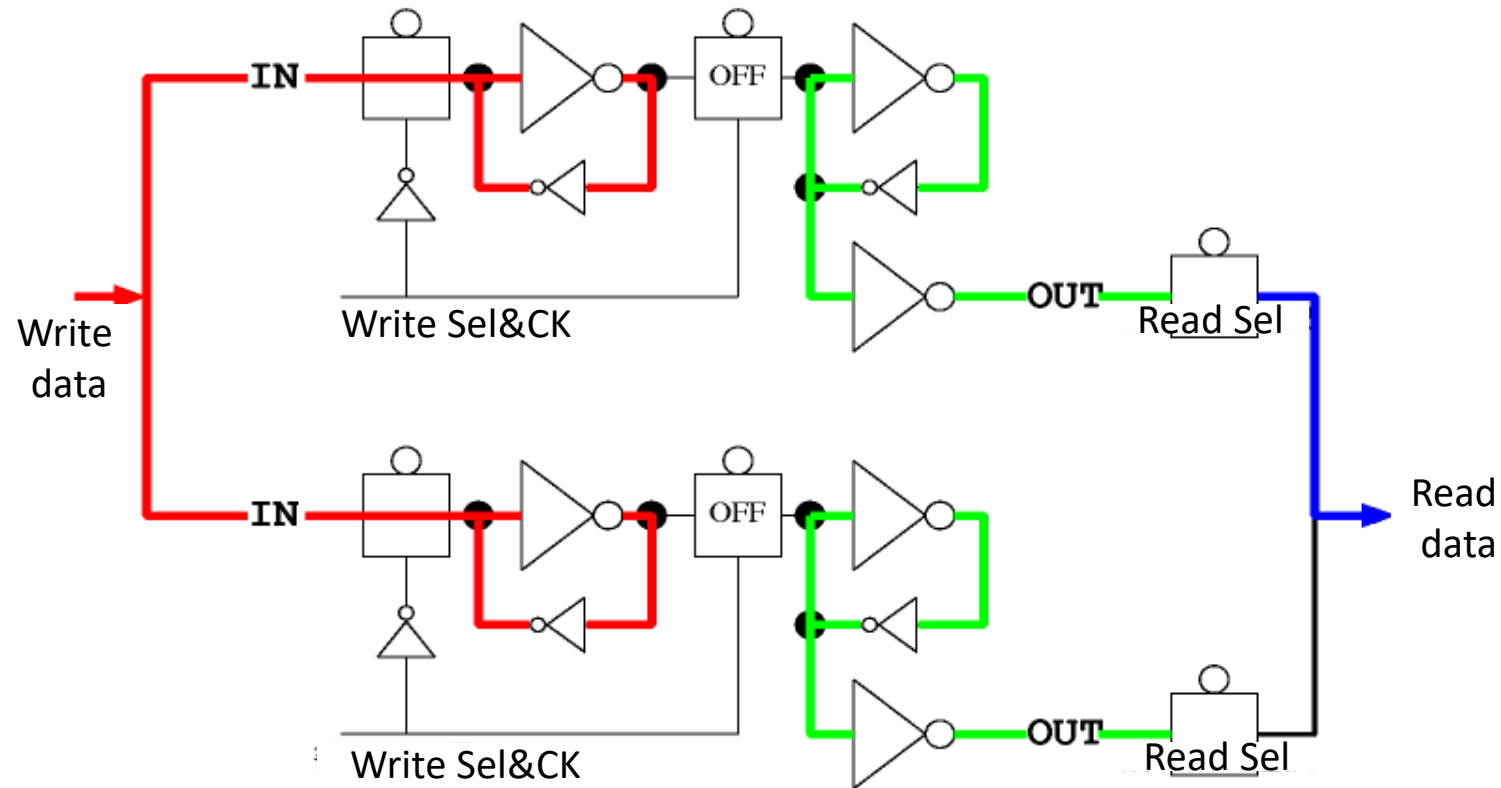 IN
OFF
Write Sel&CK
OUT
Read Sel
Write
data
IN
OFF
Read
data
Write Sel&CK
OUT
Read Sel